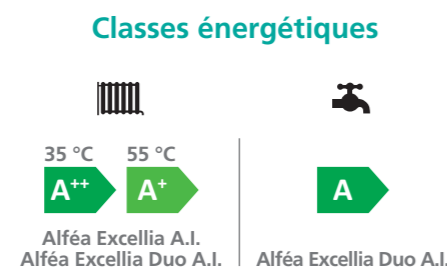 Classes énergétiques
35 °C 55 °C
A++ A+ A
Alféa Excellia A.I.
Alféa Excellia Duo A.I. Alféa Excellia Duo A.I.